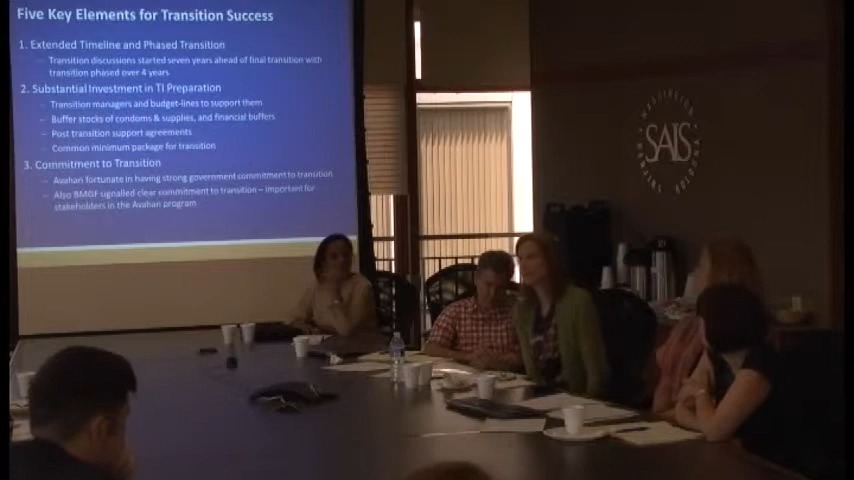 Five Key Elements for Transition Success
1. Extended Timeline and Phased Transition
– Transition discussions started seven years ahead of final transition with
transition phased over 4 years
2. Substantial Investment in TI Preparation
– Transition managers and budget-lines to support them
– Buffer stocks of condoms & supplies, and financial buffers
– Post transition support agreements
– Common minimum package for transition
3. Commitment to Transition
– Avahan fortunate in having strong government commitment to transition
– Also BMGF signalled clear commitment to transition – important for
stakeholders in the Avahan program
WASHINGTON
SAIS
BOLOGNA
NANJING